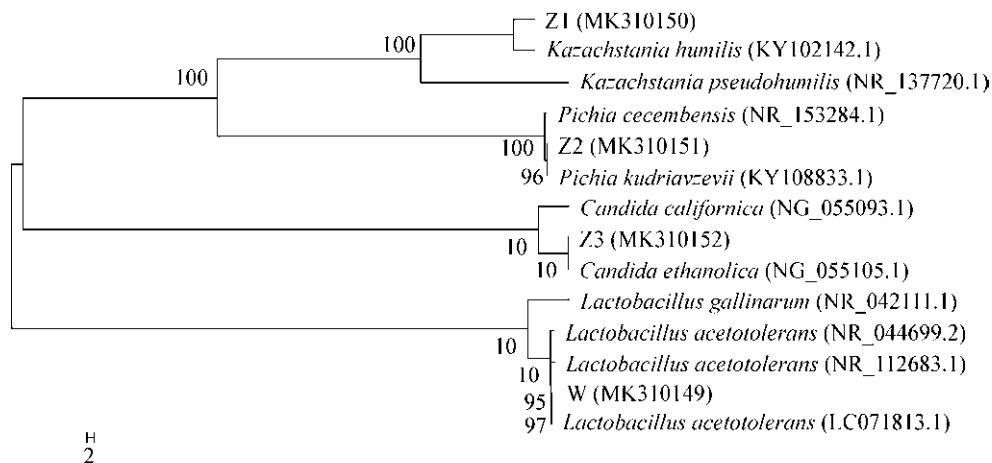 Z1 (MK310150)
100
Kazachstania humilis (KY102142.1)
100
Kazachstania pseudohumilis (NR_137720.1)
Pichia cecembensis (NR_153284.1)
100
Z2 (MK310151)
96
Pichia kudriavzevii (KY108833.1)
Candida californica (NG_055093.1)
10
Z3 (MK310152)
10
Candida ethanolica (NG_055105.1)
Lactobacillus gallinarum (NR_042111.1)
10
Lactobacillus acetotolerans (NR_044699.2)
10
Lactobacillus acetotolerans (NR_112683.1)
95
W (MK310149)
97
Lactobacillus acetotolerans (LC071813.1)
2